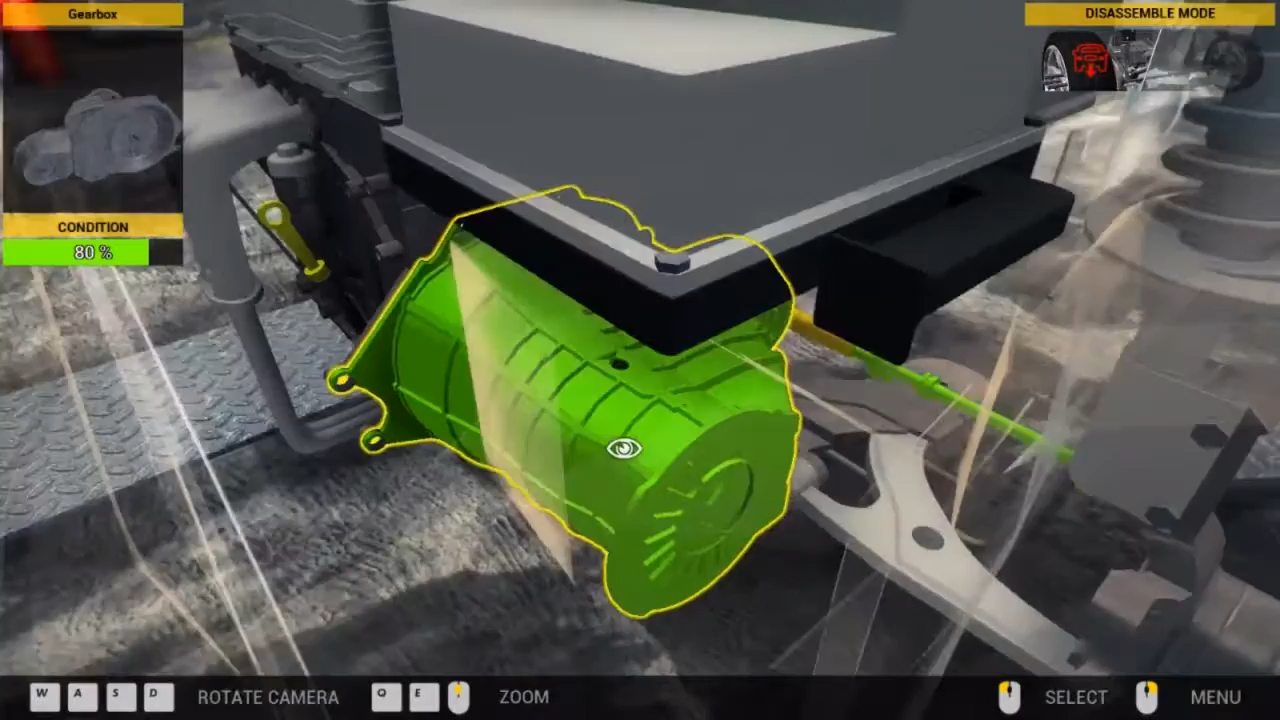 Gearbox
DISASSEMBLE MODE
CONDITION
80 %
W A S D ROTATE CAMERA Q E ZOOM SELECT MENU